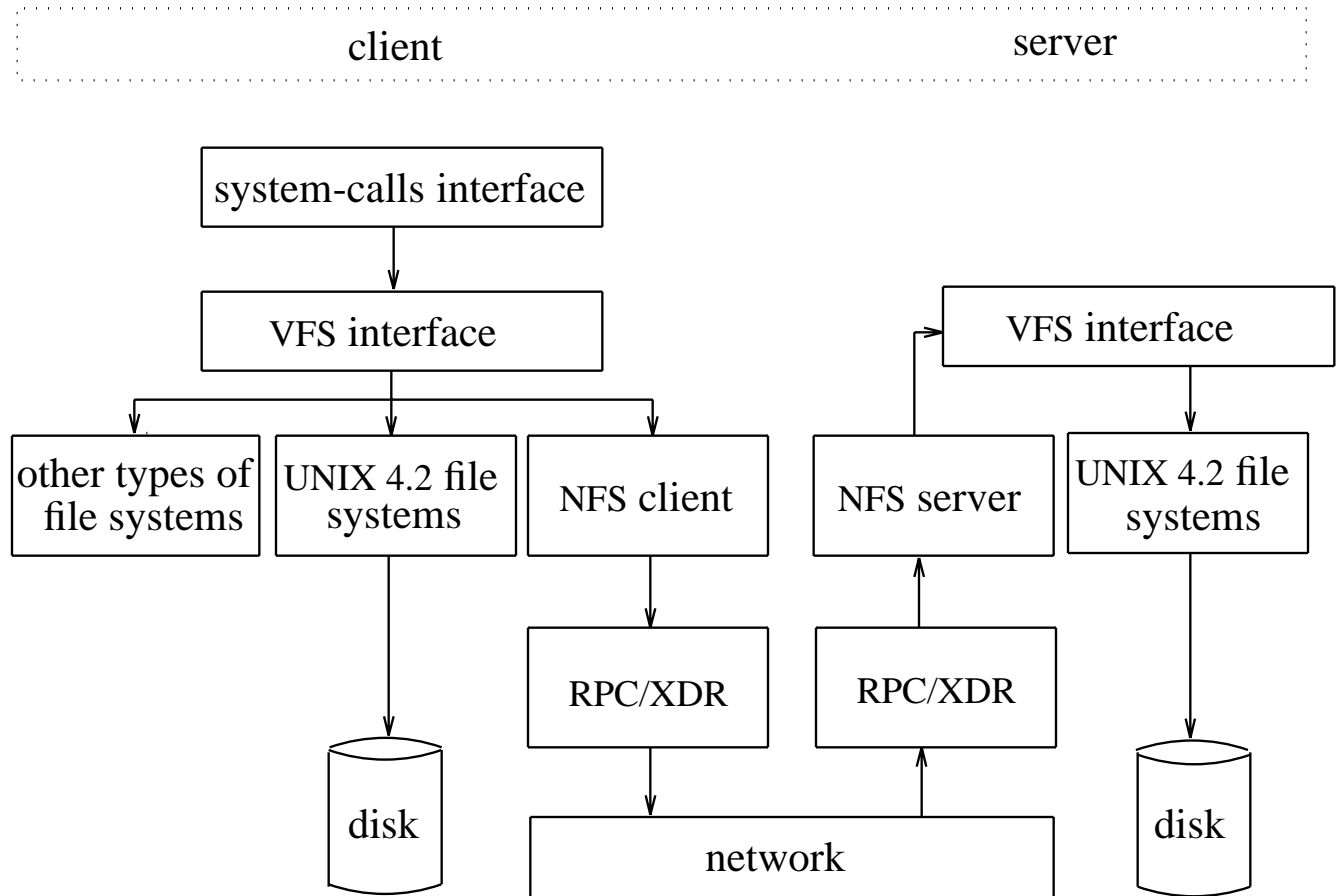 client
server
system-calls interface
VFS interface
VFS interface
other types of
file systems
UNIX 4.2 file
systems
NFS client
NFS server
UNIX 4.2 file
systems
RPC/XDR
RPC/XDR
disk
network
disk